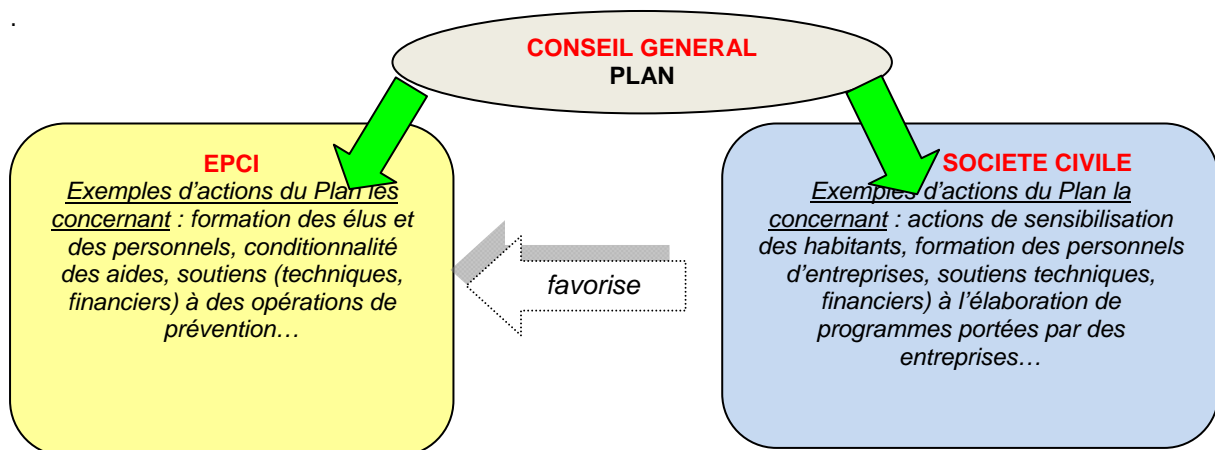 .
CONSEIL GENERAL
PLAN
EPCI
Exemples d'actions du Plan les
concernant : formation des élus et
des personnels, conditionnalité
des aides, soutiens (techniques,
financiers) à des opérations de
prévention…
favorise
SOCIETE CIVILE
Exemples d'actions du Plan la
concernant : actions de sensibilisation
des habitants, formation des personnels
d'entreprises, soutiens techniques,
financiers) à l'élaboration de
programmes portées par des
entreprises…